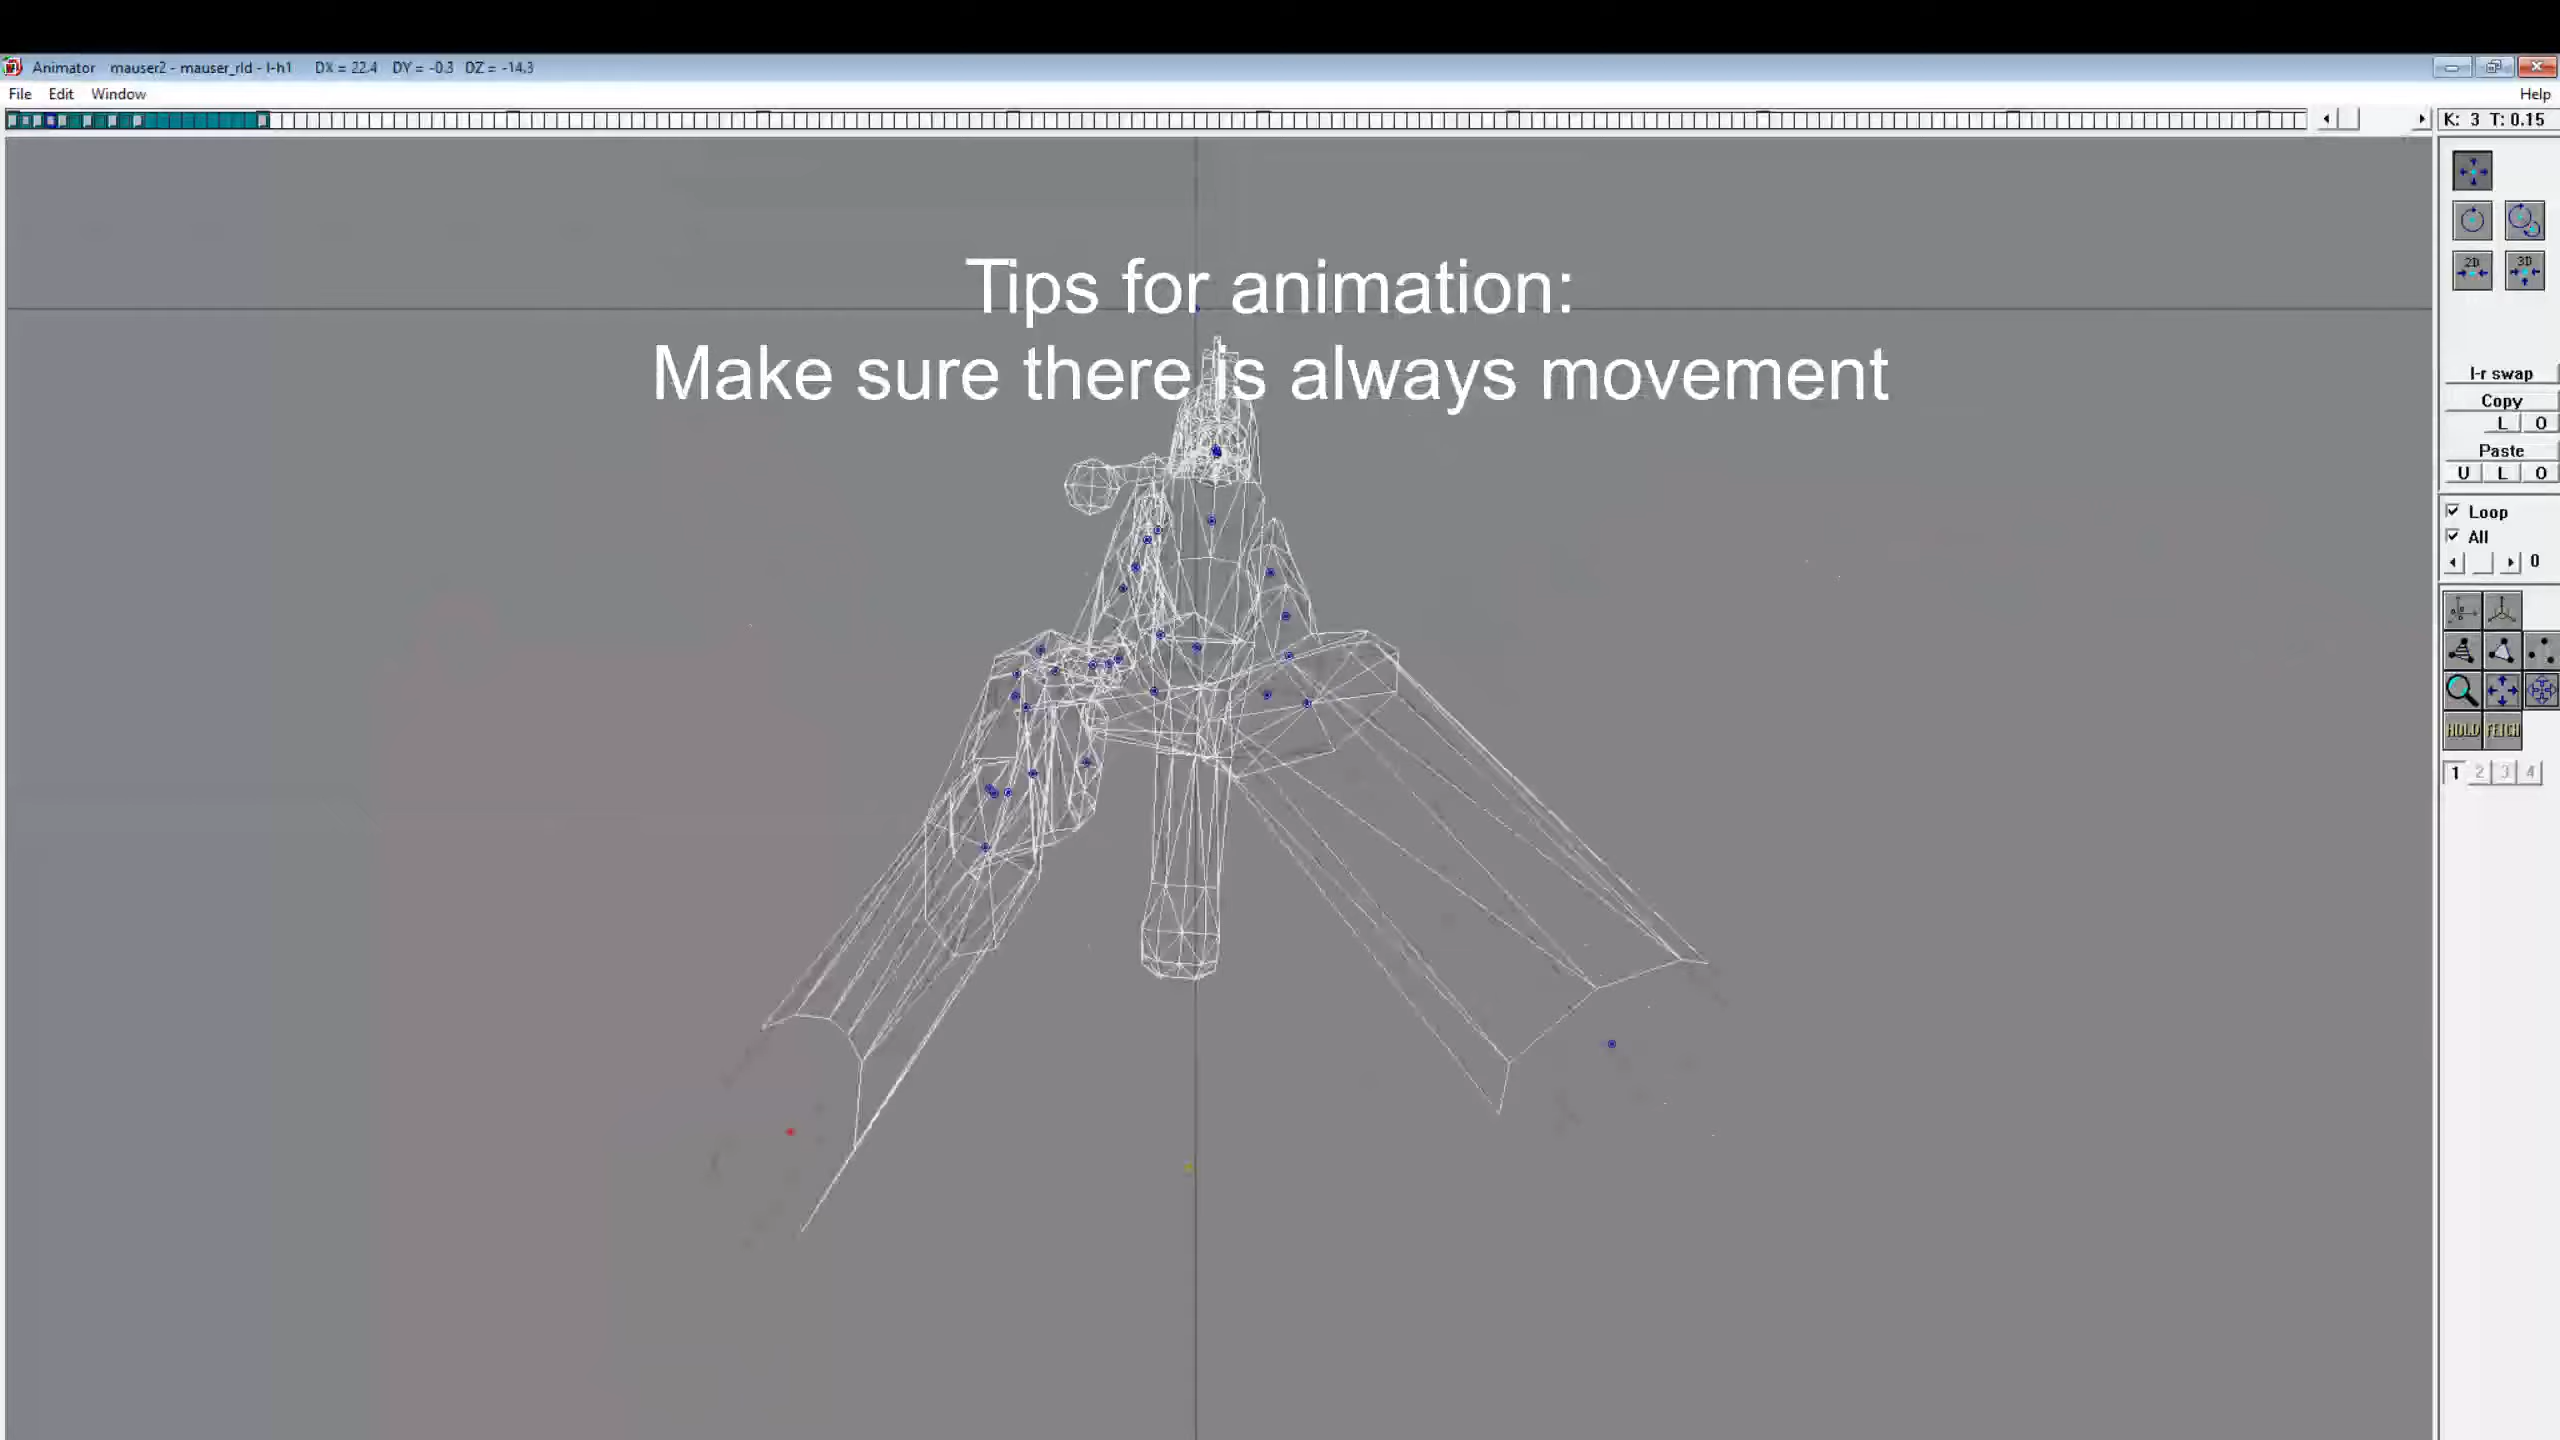 Animator mauser2 - mauser_rld - l-h1 DX = 22.4 DY = -0.3 DZ = -14.3
File Edit Window Help
K: 3 T: 0.15
Tips for animation:
Make sure there is always movement
2D 3D
l-r swap
Copy
L O
Paste
U L O
Loop
All
0
HOLD FETCH
1 2 3 4